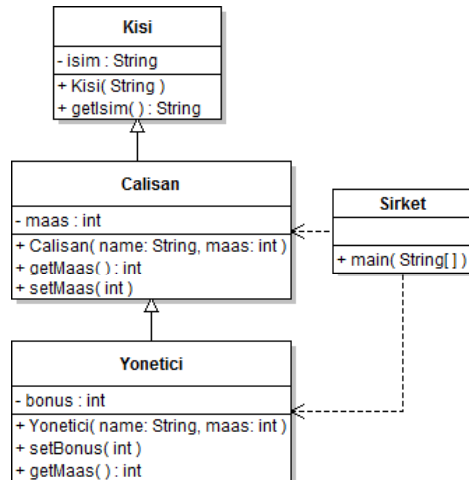 Kisi
- isim : String
+ Kisi( String )
+ getIsim( ) : String
Calisan
- maas : int
+ Calisan( name: String, maas: int )
+ getMaas( ) : int
+ setMaas( int )
Sirket
+ main( String[ ] )
Yonetici
- bonus : int
+ Yonetici( name: String, maas: int )
+ setBonus( int )
+ getMaas( ) : int